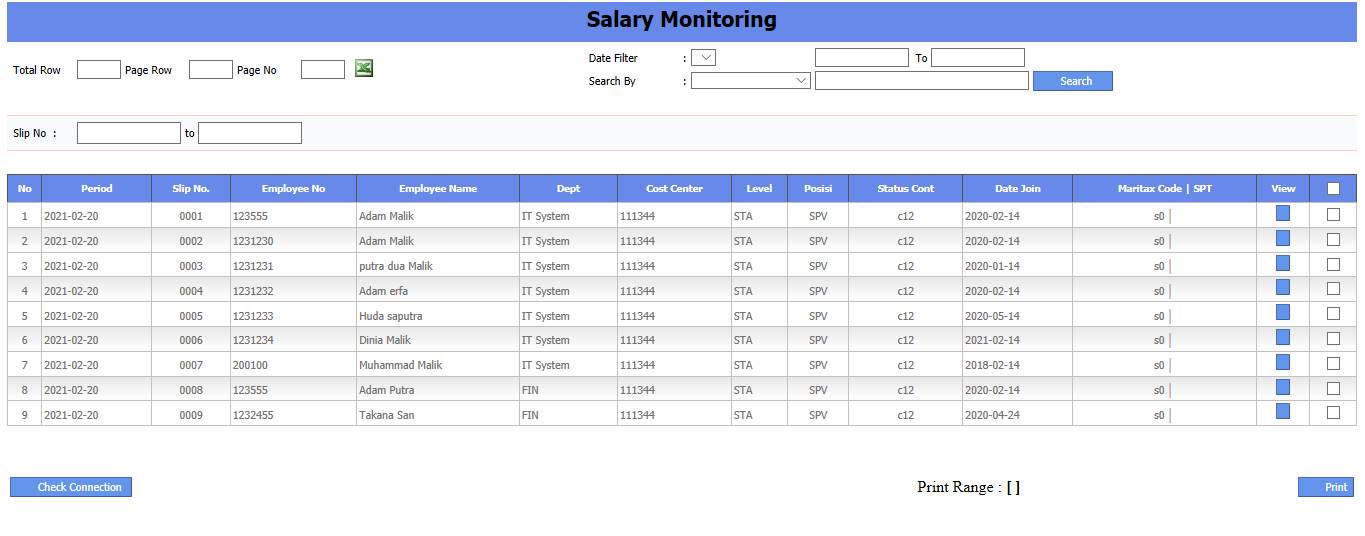 Salary Monitoring
Total Row Page Row Page No
Date Filter : To
Search By : Search
Slip No : to
No Period Slip No. Employee No Employee Name Dept Cost Center Level Posisi Status Cont Date Join Maritax Code | SPT View
1 2021-02-20 0001 123555 Adam Malik IT System 111344 STA SPV c12 2020-02-14 s0 |
2 2021-02-20 0002 1231230 Adam Malik IT System 111344 STA SPV c12 2020-02-14 s0 |
3 2021-02-20 0003 1231231 putra dua Malik IT System 111344 STA SPV c12 2020-01-14 s0 |
4 2021-02-20 0004 1231232 Adam erfa IT System 111344 STA SPV c12 2020-02-14 s0 |
5 2021-02-20 0005 1231233 Huda saputra IT System 111344 STA SPV c12 2020-05-14 s0 |
6 2021-02-20 0006 1231234 Dinia Malik IT System 111344 STA SPV c12 2021-02-14 s0 |
7 2021-02-20 0007 200100 Muhammad Malik IT System 111344 STA SPV c12 2018-02-14 s0 |
8 2021-02-20 0008 123555 Adam Putra FIN 111344 STA SPV c12 2020-02-14 s0 |
9 2021-02-20 0009 1232455 Takana San FIN 111344 STA SPV c12 2020-04-24 s0 |
Check Connection Print Range : [ ] Print